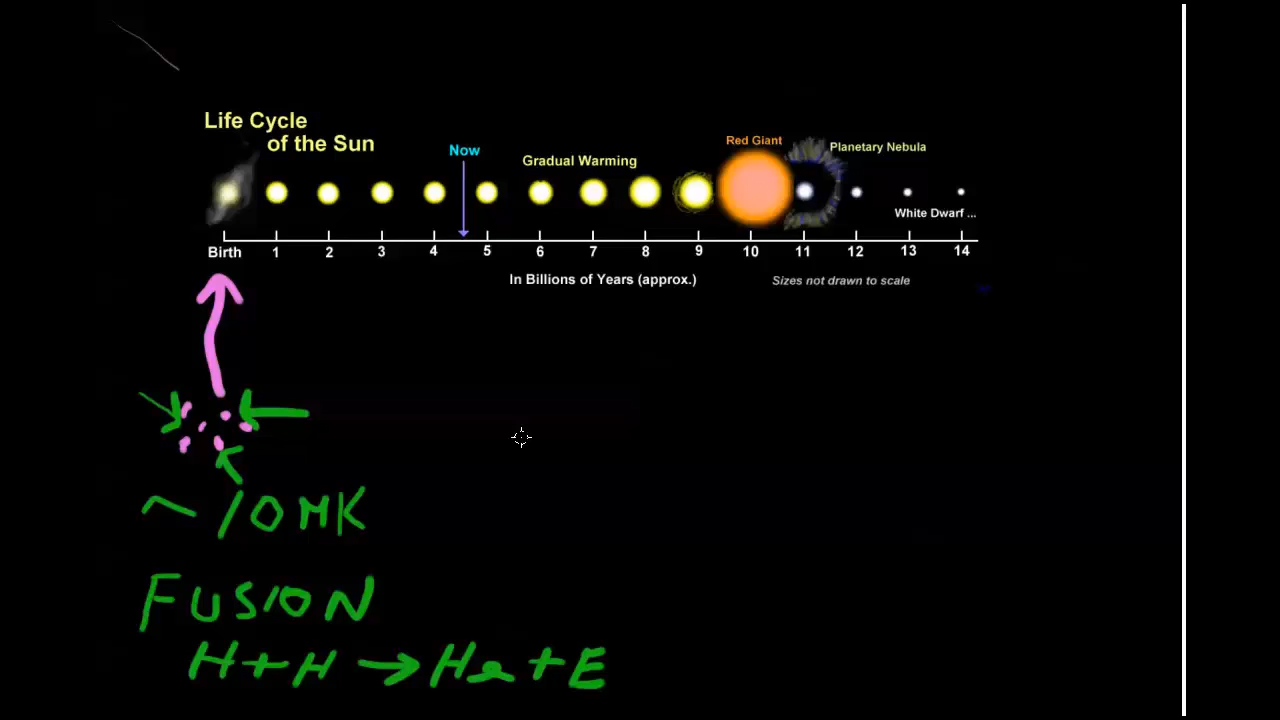 Life Cycle
of the Sun
Now
Gradual Warming
Red Giant
Planetary Nebula
White Dwarf ...
Birth 1 2 3 4 5 6 7 8 9 10 11 12 13 14
In Billions of Years (approx.)
Sizes not drawn to scale
~10MK
FUSION
H+H→He+E